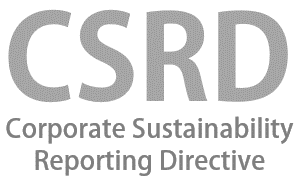 CSRD
Corporate Sustainability
Reporting Directive